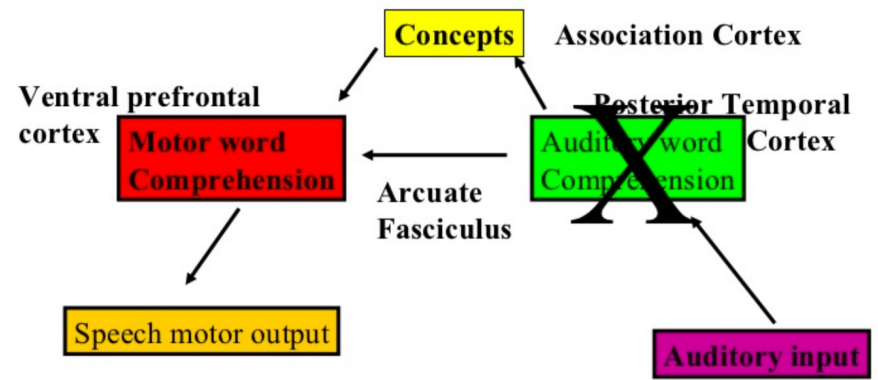 Concepts
Association Cortex
Ventral prefrontal
cortex
Posterior Temporal
Cortex
Motor word
Comprehension
Auditory word
Comprehension
X
Arcuate
Fasciculus
Speech motor output
Auditory input